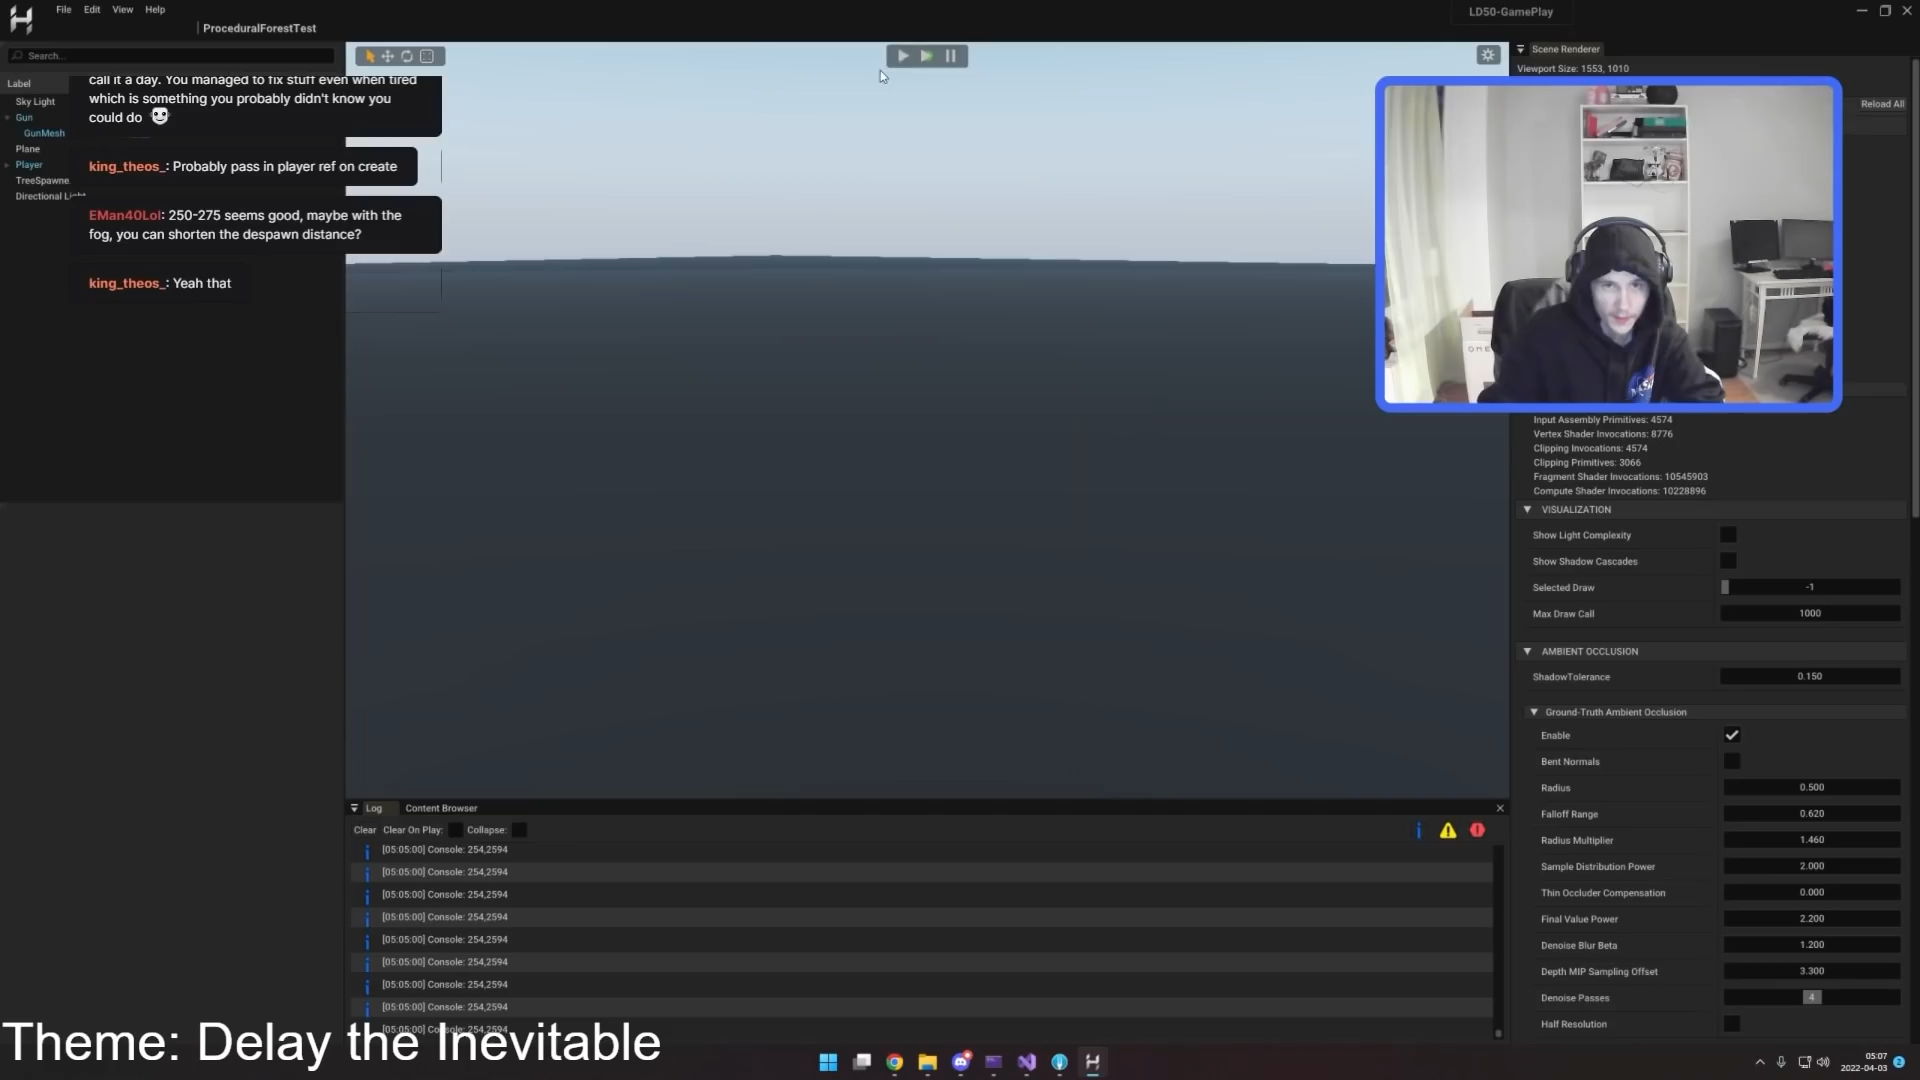 File Edit View Help
ProceduralForestTest
LD50-GamePlay
Search...
Label
Sky Light
Gun
GunMesh
Plane
Player
TreeSpawne
Directional Light
call it a day. You managed to fix stuff even when tired
which is something you probably didn't know you
could do
king_theos_: Probably pass in player ref on create
EMan40Lol: 250-275 seems good, maybe with the
fog, you can shorten the despawn distance?
king_theos_: Yeah that
Scene Renderer
Viewport Size: 1553, 1010
Reload All
Input Assembly Primitives: 4574
Vertex Shader Invocations: 8776
Clipping Invocations: 4574
Clipping Primitives: 3066
Fragment Shader Invocations: 10545903
Compute Shader Invocations: 10228896
VISUALIZATION
Show Light Complexity
Show Shadow Cascades
Selected Draw -1
Max Draw Call 1000
AMBIENT OCCLUSION
ShadowTolerance 0.150
Ground-Truth Ambient Occlusion
Enable
Bent Normals
Radius 0.500
Falloff Range 0.620
Radius Multiplier 1.460
Sample Distribution Power 2.000
Thin Occluder Compensation 0.000
Final Value Power 2.200
Denoise Blur Beta 1.200
Depth MIP Sampling Offset 3.300
Denoise Passes 4
Half Resolution
Log Content Browser
Clear Clear On Play: Collapse:
[05:05:00] Console: 254,2594
[05:05:00] Console: 254,2594
[05:05:00] Console: 254,2594
[05:05:00] Console: 254,2594
[05:05:00] Console: 254,2594
[05:05:00] Console: 254,2594
[05:05:00] Console: 254,2594
[05:05:00] Console: 254,2594
[05:05:00] Console: 254,2594
Theme: Delay the Inevitable
05:07
2022-04-03
2